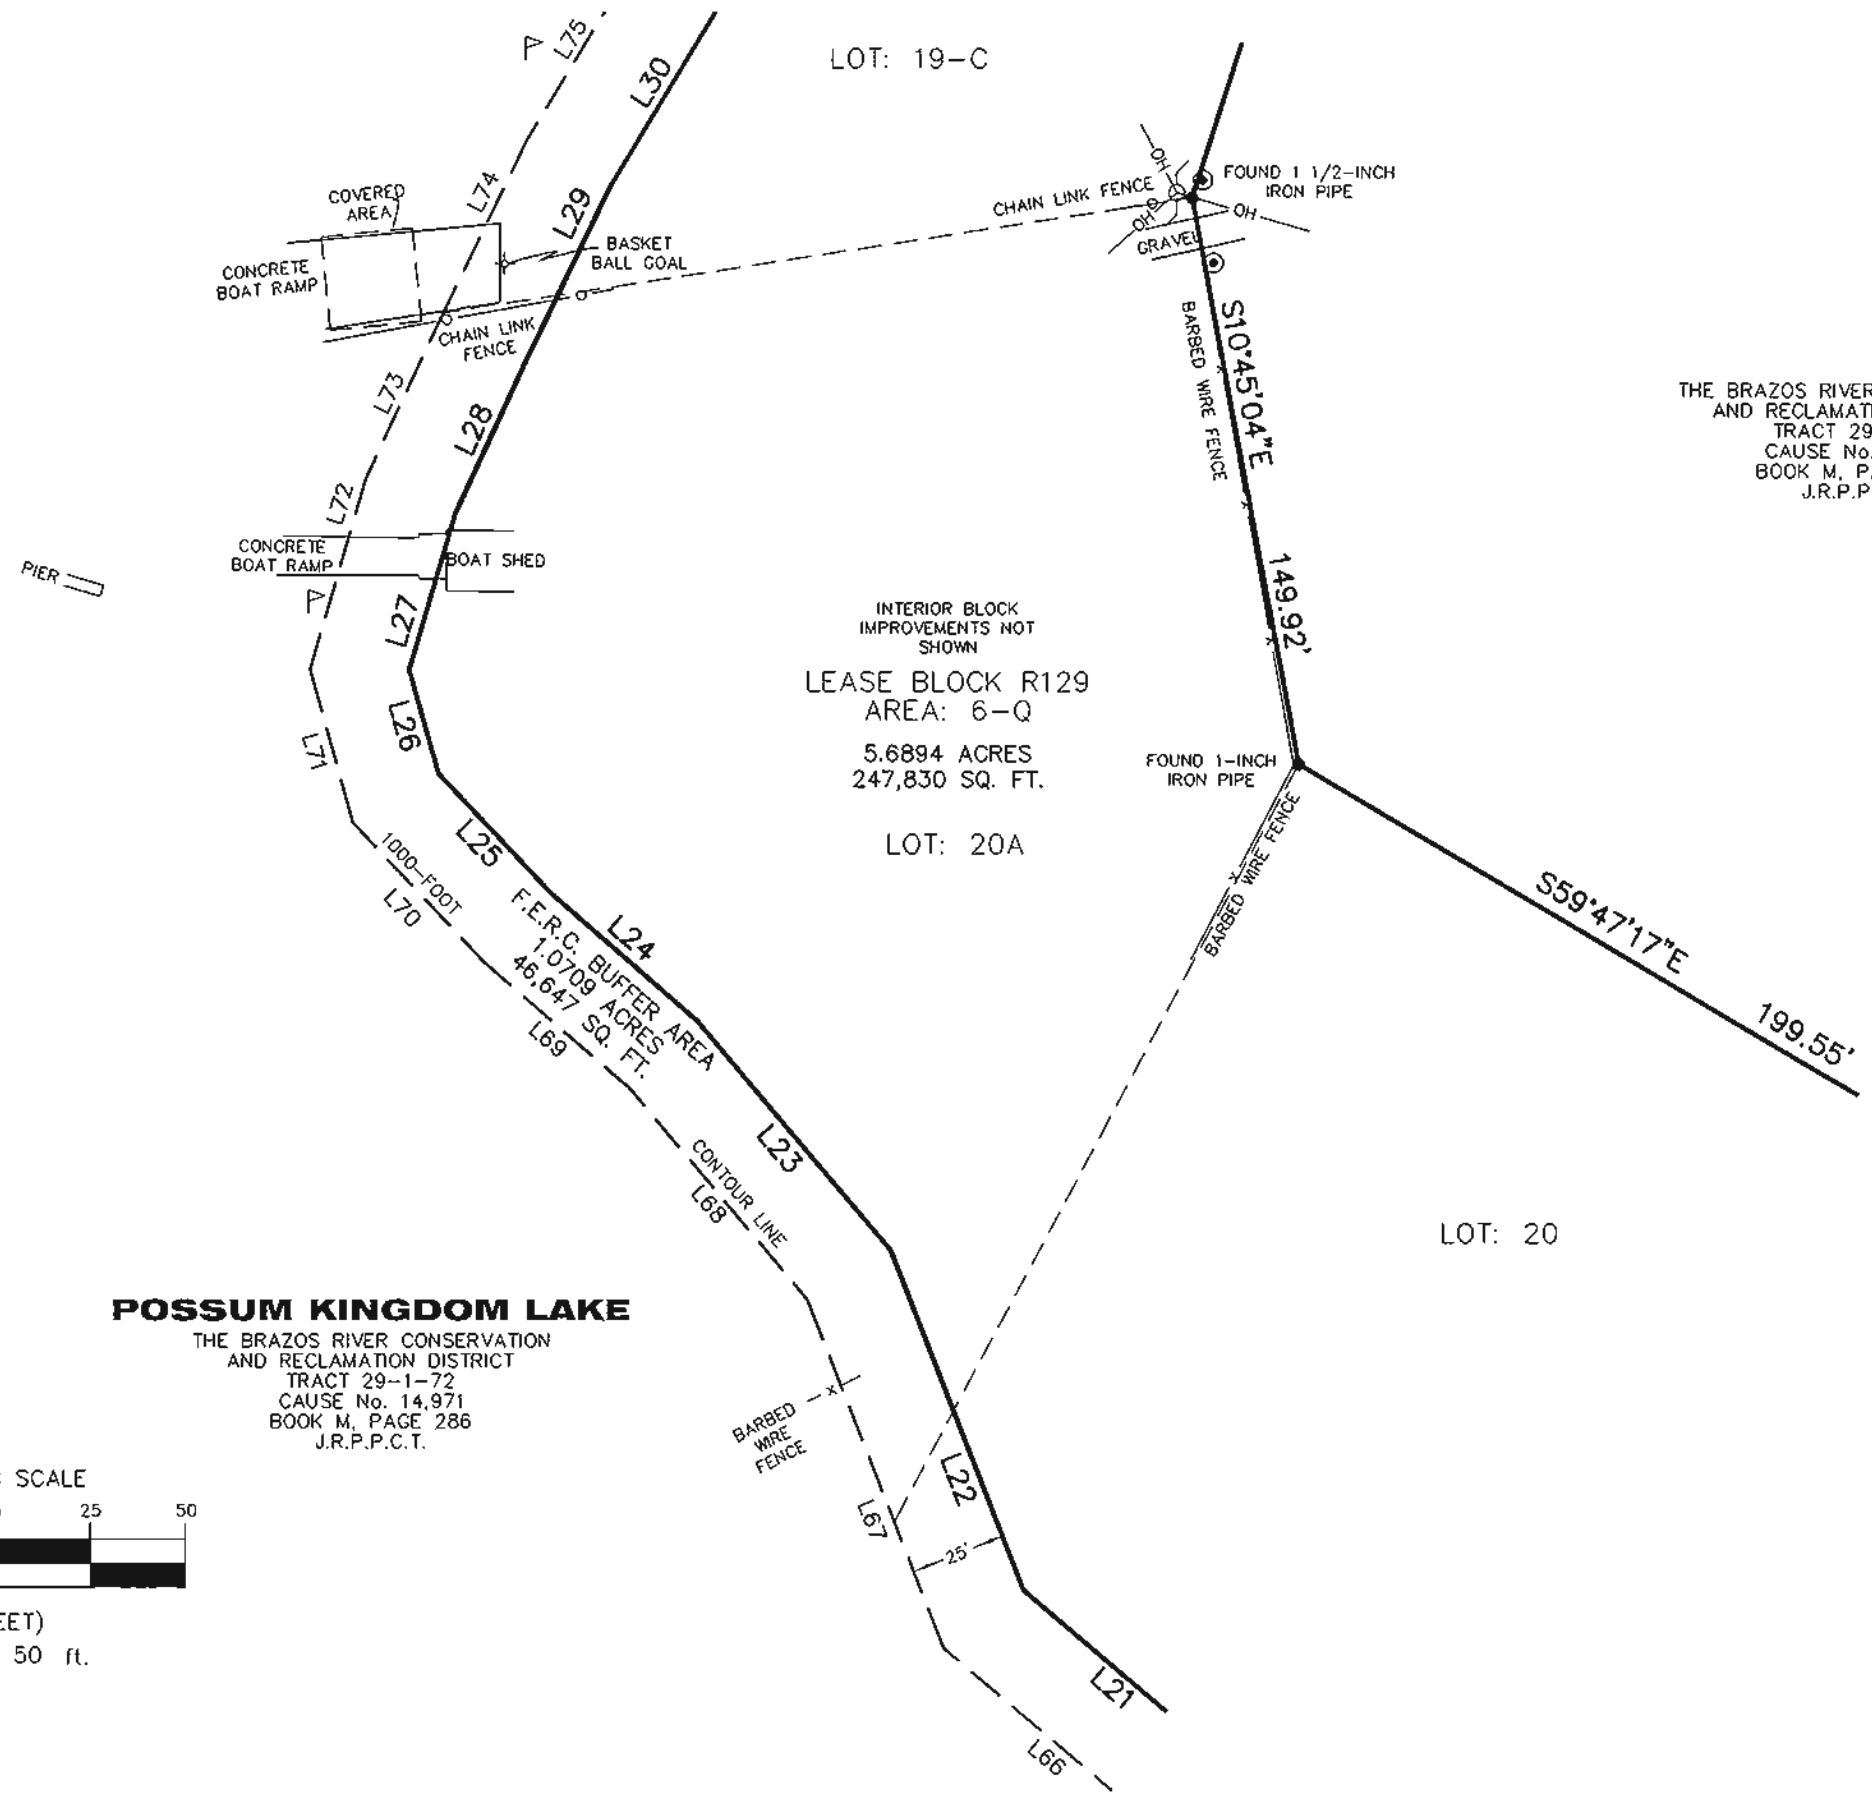 LOT: 19-C
L75
L30
L74
L29
COVERED
AREA
CONCRETE
BOAT RAMP
BASKET
BALL GOAL
CHAIN LINK FENCE
OH
OH
OH
GRAVEL
FOUND 1 1/2-INCH
IRON PIPE
CHAIN LINK
FENCE
L73
L28
BARBED WIRE FENCE
S10°45'04"E
149.92'
THE BRAZOS RIVER
TRACT 29
CAUSE No.
BOOK M, P
J.R.P.P
L72
CONCRETE
BOAT RAMP
BOAT SHED
PIER
L27
L26
L71
INTERIOR BLOCK
IMPROVEMENTS NOT
SHOWN
LEASE BLOCK R129
AREA: 6-Q
5.6894 ACRES
247,830 SQ. FT.
LOT: 20A
FOUND 1-INCH
IRON PIPE
BARBED WIRE FENCE
S59°47'17"E
199.55'
L25
1000-FOOT
L70
L24
F.E.R.C. BUFFER AREA
1.0709 ACRES
46,647 SQ. FT.
L69
L23
CONTOUR LINE
L68
LOT: 20
POSSUM KINGDOM LAKE
THE BRAZOS RIVER CONSERVATION
AND RECLAMATION DISTRICT
TRACT 29-1-72
CAUSE No. 14,971
BOOK M, PAGE 286
J.R.P.P.C.T.
BARBED
WIRE
FENCE
L22
L67
25'
SCALE
25 50
50 ft.
L21
L66